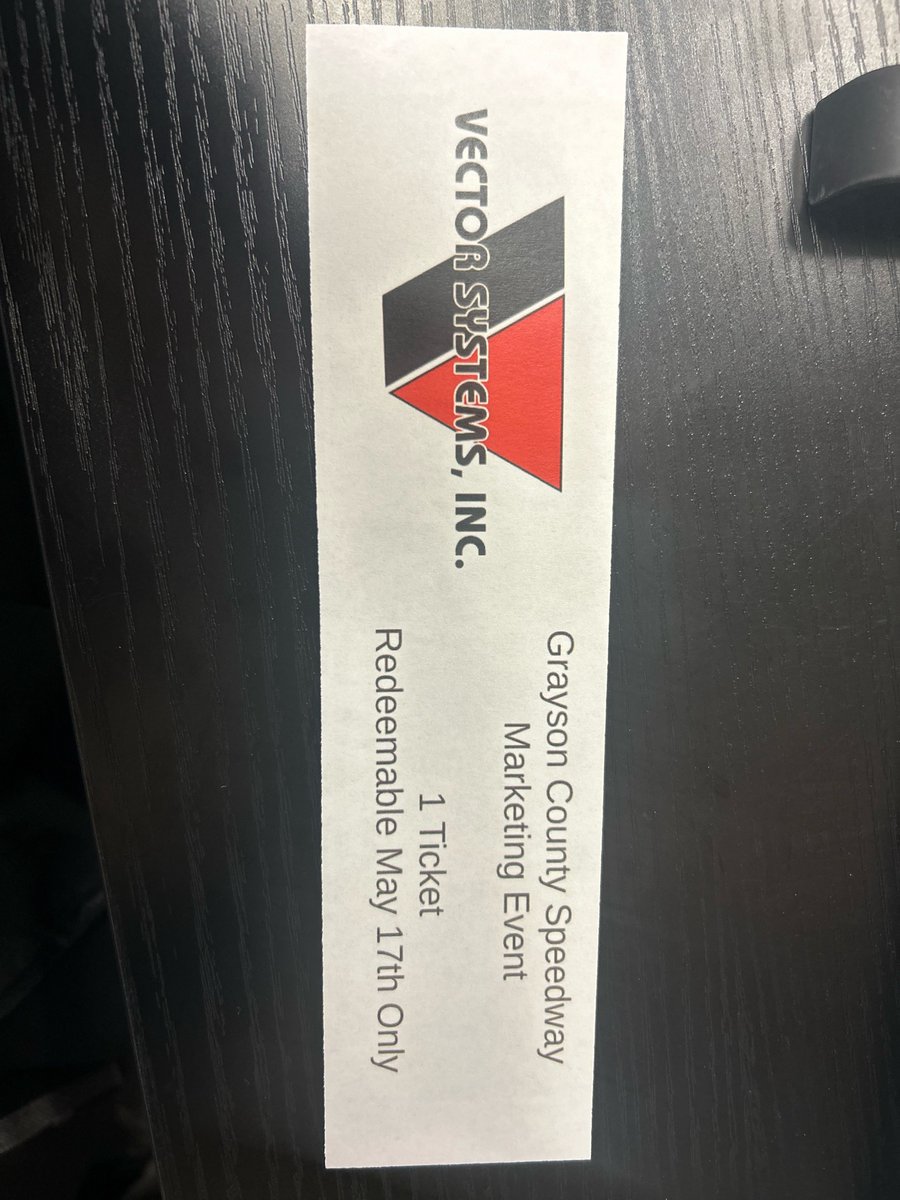 VECTOR SYSTEMS, INC.
Grayson County Speedway
Marketing Event
1 Ticket
Redeemable May 17th Only